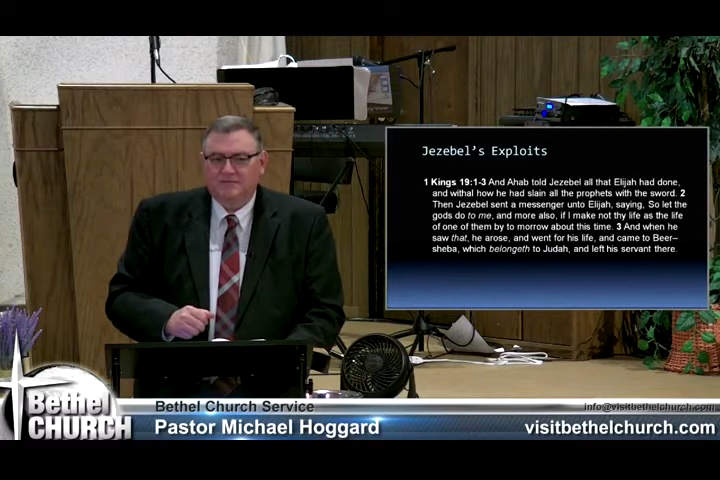 Jezebel's Exploits
1 Kings 19:1-3 And Ahab told Jezebel all that Elijah had done,
and withal how he had slain all the prophets with the sword. 2
Then Jezebel sent a messenger unto Elijah, saying, So let the
gods do to me, and more also, if I make not thy life as the life
of one of them by to morrow about this time. 3 And when he
saw that, he arose, and went for his life, and came to Beer–
sheba, which belongeth to Judah, and left his servant there.
Bethel
CHURCH
Bethel Church Service
info@visitbethelchurch.com
Pastor Michael Hoggard
visitbethelchurch.com